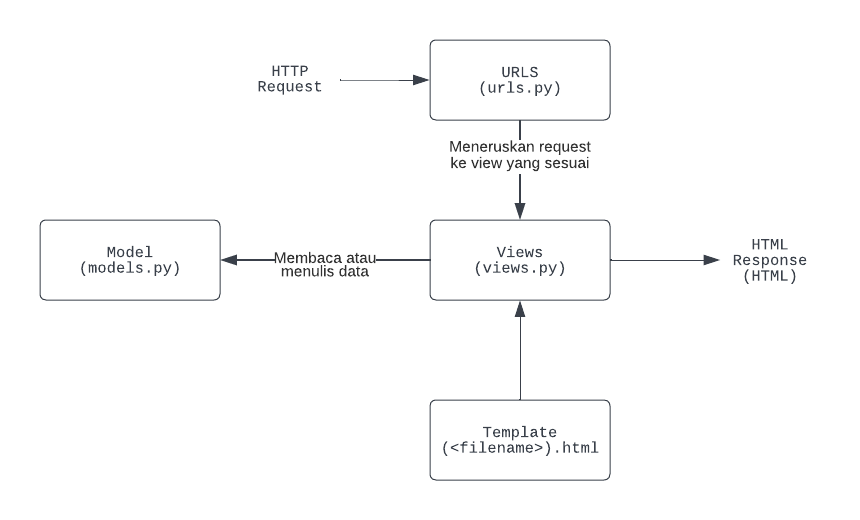 HTTP
Request
URLS
(urls.py)
Meneruskan request
ke view yang sesuai
Model
(models.py)
Membaca atau
menulis data
Views
(views.py)
HTML
Response
(HTML)
Template
(<filename>).html